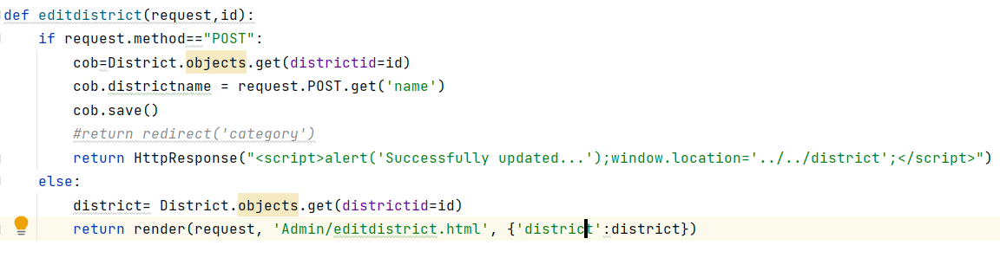 def editdistrict(request,id):
    if request.method=="POST":
        cob=District.objects.get(districtid=id)
        cob.districtname = request.POST.get('name')
        cob.save()
        #return redirect('category')
        return HttpResponse("<script>alert('Successfully updated...');window.location='../../district';</script>")
    else:
        district= District.objects.get(districtid=id)
        return render(request, 'Admin/editdistrict.html', {'district':district})